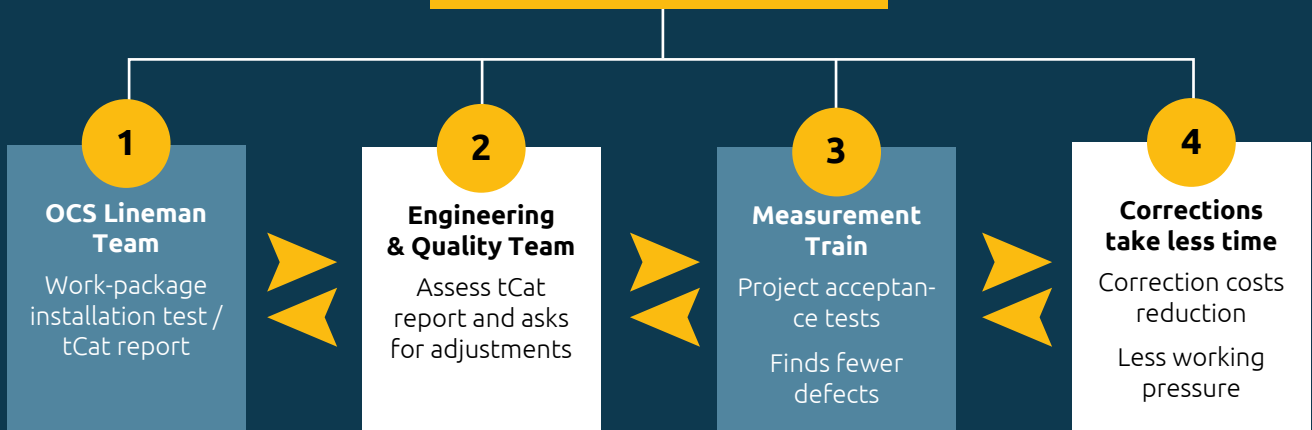 1
OCS Lineman
Team
Work-package
installation test /
tCat report
2
Engineering
& Quality Team
Assess tCat
report and asks
for adjustments
3
Measurement
Train
Project acceptan-
ce tests
Finds fewer
defects
4
Corrections
take less time
Correction costs
reduction
Less working
pressure